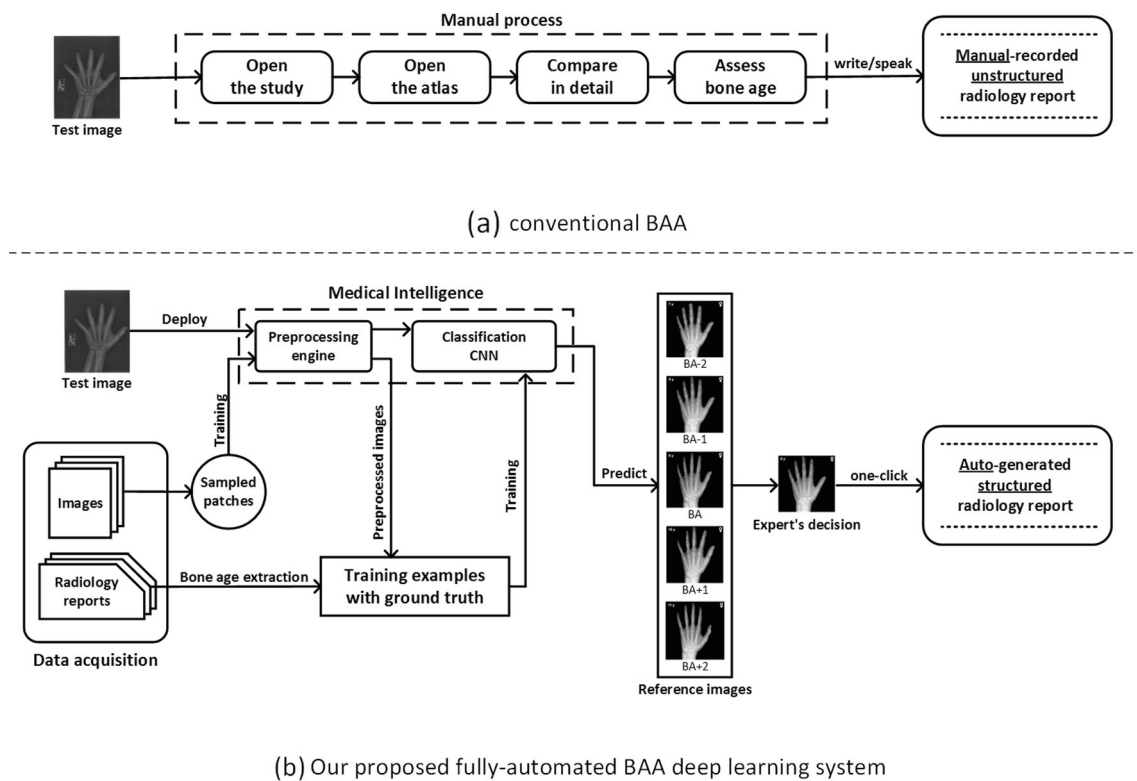 Manual process
Test image
Open
the study
Open
the atlas
Compare
in detail
Assess
bone age
write/speak
Manual-recorded
unstructured
radiology report
(a) conventional BAA
Medical Intelligence
Test image
Deploy
Preprocessing
engine
Classification
CNN
Training
Preprocessed images
Training
Images
Sampled
patches
Radiology
reports
Bone age extraction
Training examples
with ground truth
Data acquisition
Predict
BA-2
BA-1
BA
BA+1
BA+2
Reference images
Expert's decision
one-click
Auto-generated
structured
radiology report
(b) Our proposed fully-automated BAA deep learning system